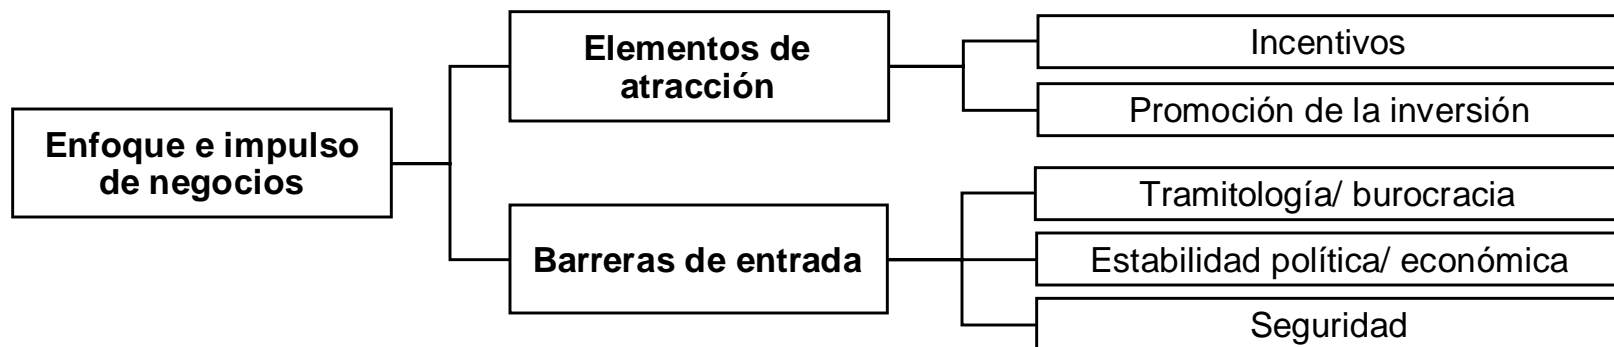 Elementos de
atracción
Incentivos
Promoción de la inversión
Enfoque e impulso
de negocios
Tramitología/ burocracia
Barreras de entrada
Estabilidad política/ económica
Seguridad